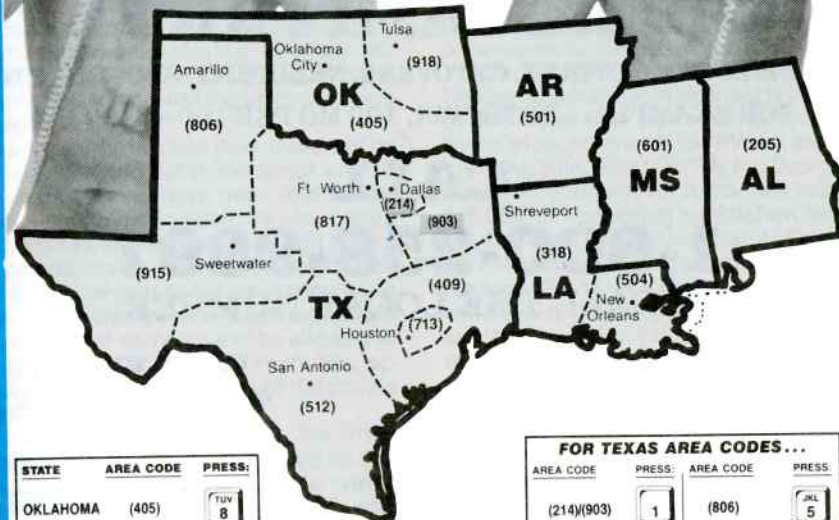 Tulsa
Oklahoma
City
(918)
Amarillo
OK
AR
(806)
(405)
(501)
(601)
(205)
MS
AL
Ft. Worth
Dallas
(214)
Shreveport
(817)
(903)
(318)
(504)
(915)
Sweetwater
(409)
LA
New
Orleans
TX
Houston
(713)
San Antonio
(512)
STATE AREA CODE PRESS:
OKLAHOMA (405) TUV 8
FOR TEXAS AREA CODES...
AREA CODE PRESS: AREA CODE PRESS:
(214)/(903) 1 (806) JKL 5